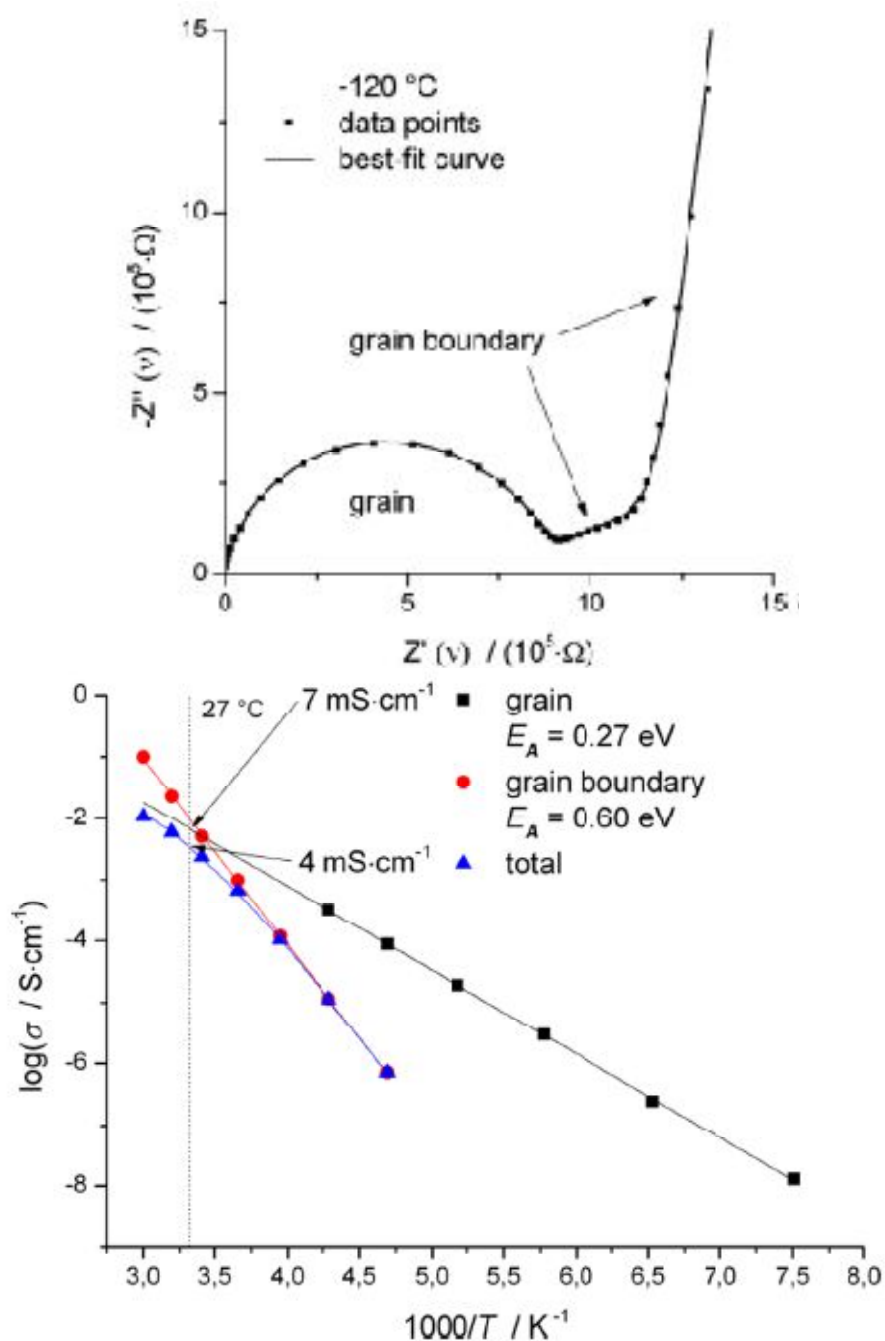 15
-120 °C
data points
best-fit curve
10
-Z'' (ν) / (10⁵·Ω)
grain boundary
5
grain
0
0
5
10
15
Z' (ν) / (10⁵·Ω)
0
27 °C
7 mS·cm⁻¹
grain
E_A = 0.27 eV
grain boundary
E_A = 0.60 eV
4 mS·cm⁻¹
total
-2
-4
-6
-8
log(σ / S·cm⁻¹)
3,0
3,5
4,0
4,5
5,0
5,5
6,0
6,5
7,0
7,5
8,0
1000/T / K⁻¹